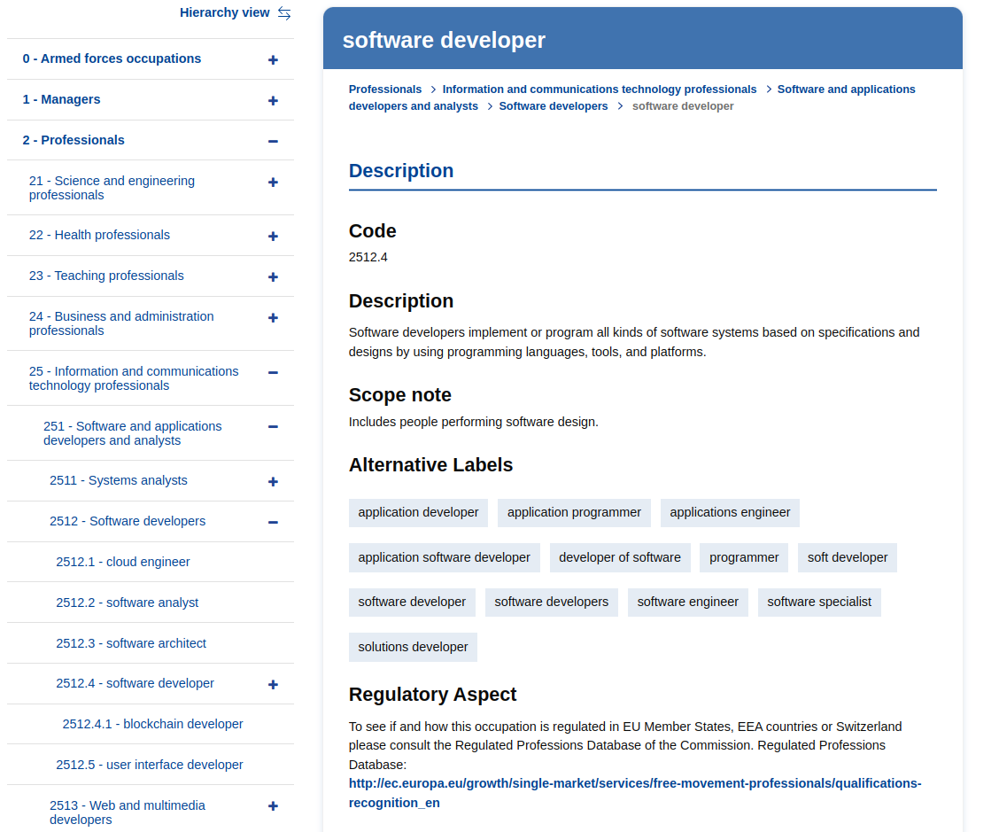 Hierarchy view
0 - Armed forces occupations
1 - Managers
2 - Professionals
21 - Science and engineering
professionals
22 - Health professionals
23 - Teaching professionals
24 - Business and administration
professionals
25 - Information and communications
technology professionals
251 - Software and applications
developers and analysts
2511 - Systems analysts
2512 - Software developers
2512.1 - cloud engineer
2512.2 - software analyst
2512.3 - software architect
2512.4 - software developer
2512.4.1 - blockchain developer
2512.5 - user interface developer
2513 - Web and multimedia
developers
software developer
Professionals > Information and communications technology professionals > Software and applications
developers and analysts > Software developers > software developer
Description
Code
2512.4
Description
Software developers implement or program all kinds of software systems based on specifications and
designs by using programming languages, tools, and platforms.
Scope note
Includes people performing software design.
Alternative Labels
application developer application programmer applications engineer
application software developer developer of software programmer soft developer
software developer software developers software engineer software specialist
solutions developer
Regulatory Aspect
To see if and how this occupation is regulated in EU Member States, EEA countries or Switzerland
please consult the Regulated Professions Database of the Commission. Regulated Professions
Database:
http://ec.europa.eu/growth/single-market/services/free-movement-professionals/qualifications-
recognition_en